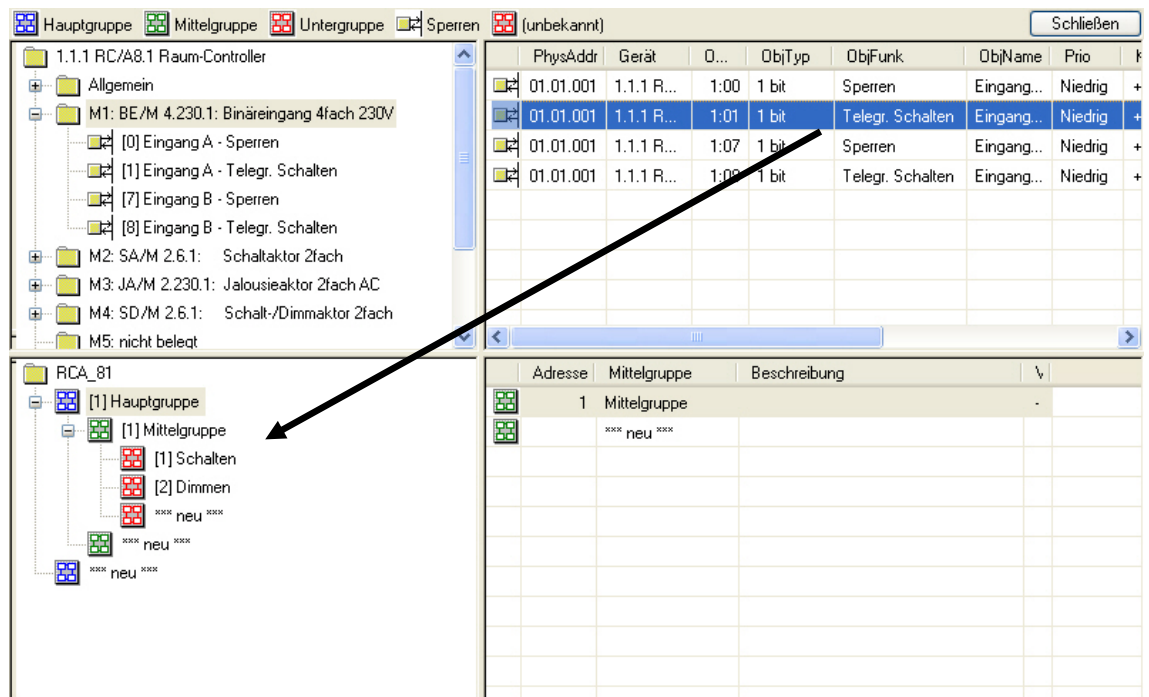 Hauptgruppe Mittelgruppe Untergruppe Sperren (unbekannt) Schließen
1.1.1 RC/A8.1 Raum-Controller
Allgemein
M1: BE/M 4.230.1: Binäreingang 4fach 230V
[0] Eingang A - Sperren
[1] Eingang A - Telegr. Schalten
[7] Eingang B - Sperren
[8] Eingang B - Telegr. Schalten
M2: SA/M 2.6.1: Schaltaktor 2fach
M3: JA/M 2.230.1: Jalousieaktor 2fach AC
M4: SD/M 2.6.1: Schalt-/Dimmaktor 2fach
M5: nicht belegt
PhysAddr Gerät O... ObjTyp ObjFunk ObjName Prio
01.01.001 1.1.1 R... 1:00 1 bit Sperren Eingang... Niedrig +
01.01.001 1.1.1 R... 1:01 1 bit Telegr. Schalten Eingang... Niedrig +
01.01.001 1.1.1 R... 1:07 1 bit Sperren Eingang... Niedrig +
01.01.001 1.1.1 R... 1:08 1 bit Telegr. Schalten Eingang... Niedrig +
RCA_81
[1] Hauptgruppe
[1] Mittelgruppe
[1] Schalten
[2] Dimmen
*** neu ***
*** neu ***
*** neu ***
Adresse Mittelgruppe Beschreibung
1 Mittelgruppe -
*** neu ***